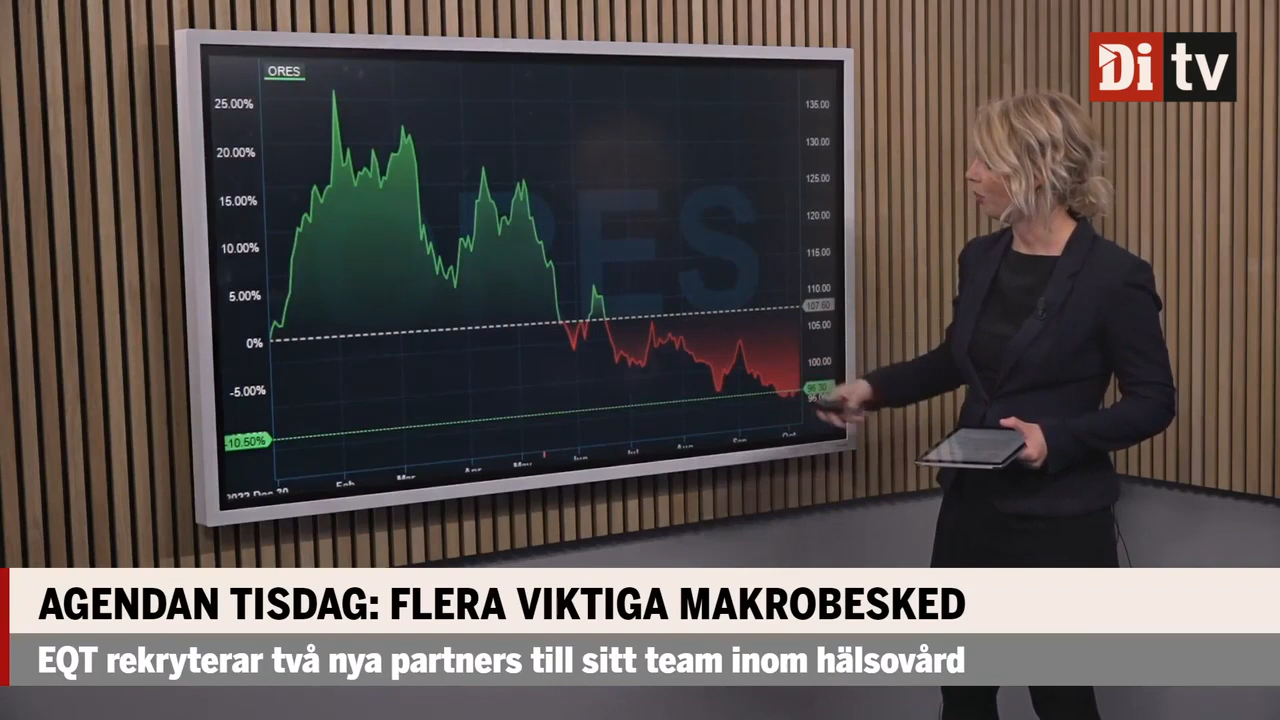 Di tv
ORES
25.00%
20.00%
15.00%
10.00%
5.00%
0%
-5.00%
-10.50%
135.00
130.00
125.00
120.00
115.00
110.00
107.60
105.00
100.00
96.30
RES
Feb
Mar
Apr
May
Jun
Jul
Aug
Sep
Oct
AGENDAN TISDAG: FLERA VIKTIGA MAKROBESKED
EQT rekryterar två nya partners till sitt team inom hälsovård